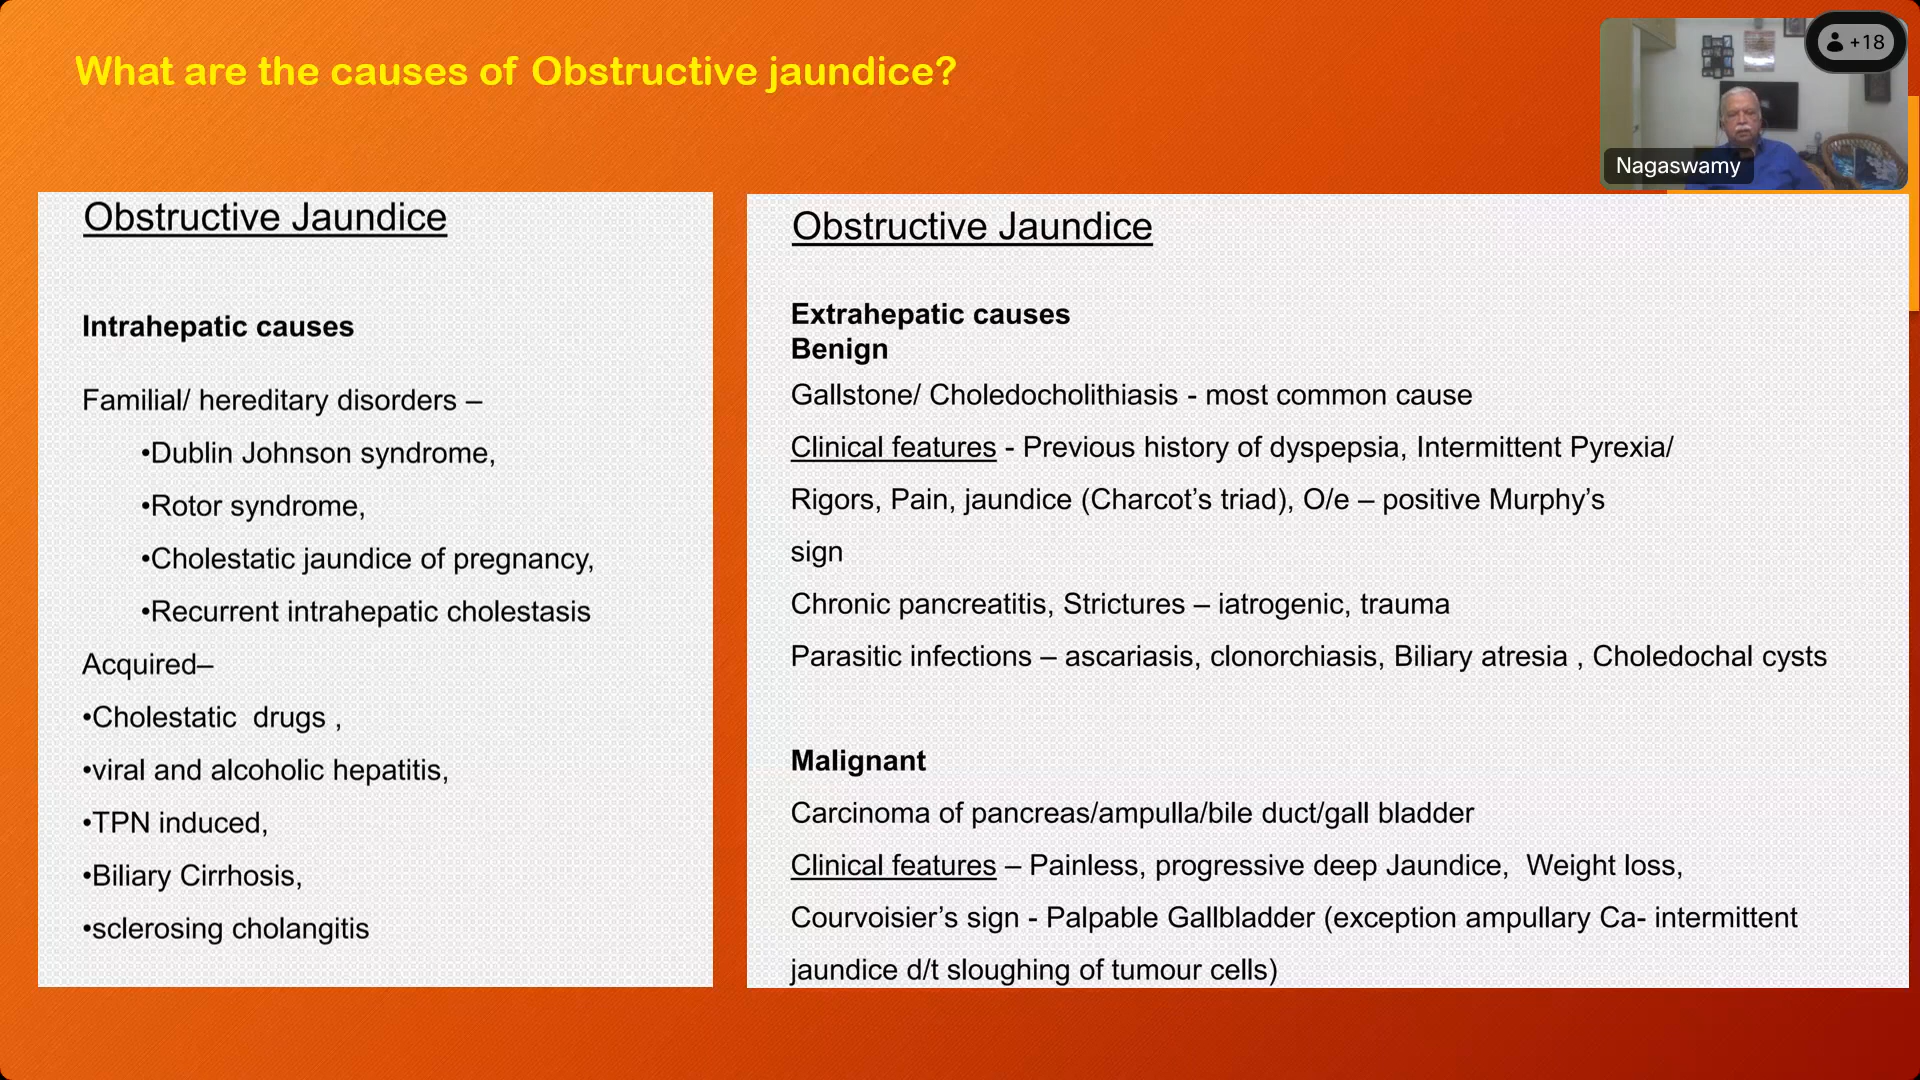 What are the causes of Obstructive jaundice?
+18
Nagaswamy
Obstructive Jaundice
Intrahepatic causes
Familial/ hereditary disorders –
•Dublin Johnson syndrome,
•Rotor syndrome,
•Cholestatic jaundice of pregnancy,
•Recurrent intrahepatic cholestasis
Acquired–
•Cholestatic  drugs ,
•viral and alcoholic hepatitis,
•TPN induced,
•Biliary Cirrhosis,
•sclerosing cholangitis
Obstructive Jaundice
Extrahepatic causes
Benign
Gallstone/ Choledocholithiasis - most common cause
Clinical features - Previous history of dyspepsia, Intermittent Pyrexia/
Rigors, Pain, jaundice (Charcot’s triad), O/e – positive Murphy’s
sign
Chronic pancreatitis, Strictures – iatrogenic, trauma
Parasitic infections – ascariasis, clonorchiasis, Biliary atresia , Choledochal cysts
Malignant
Carcinoma of pancreas/ampulla/bile duct/gall bladder
Clinical features – Painless, progressive deep Jaundice,  Weight loss,
Courvoisier’s sign - Palpable Gallbladder (exception ampullary Ca- intermittent
jaundice d/t sloughing of tumour cells)